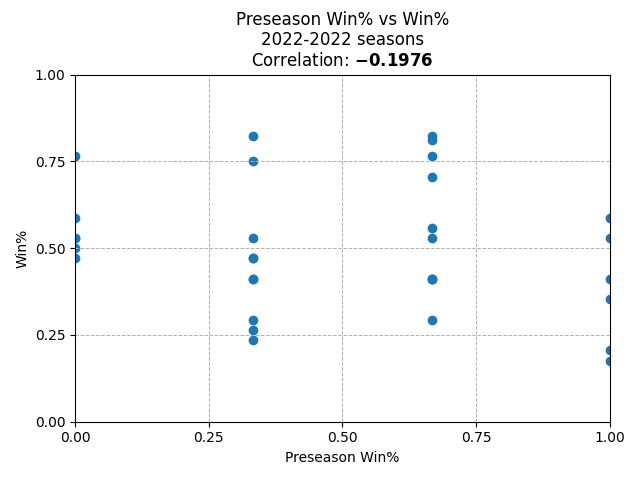 Preseason Win% vs Win%
2022-2022 seasons
Correlation: −0.1976
1.00
0.75
0.50
0.25
0.00
Win%
0.00 0.25 0.50 0.75 1.00
Preseason Win%